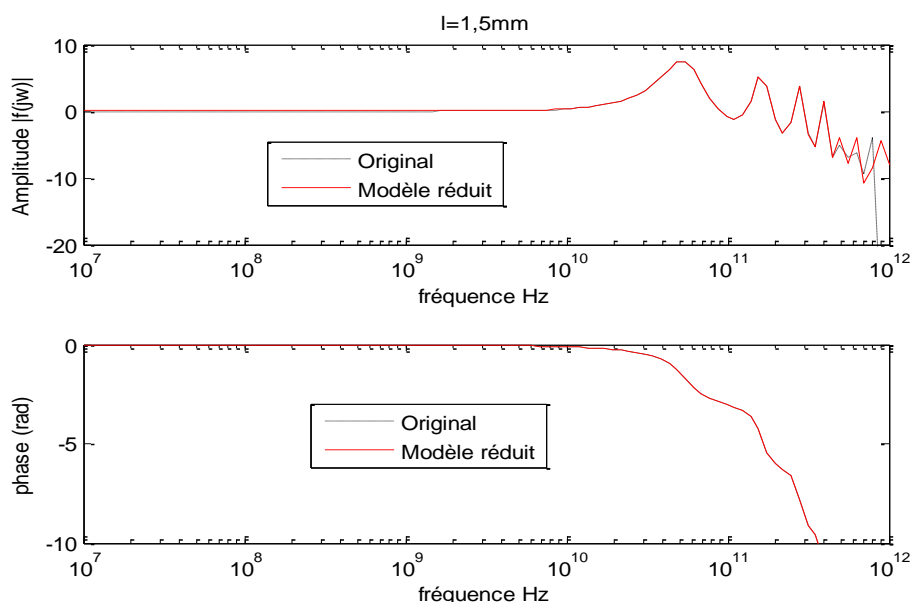 l=1,5mm
Amplitude |f(jw)|
10
0
-10
-20
Original
Modèle réduit
10^7
10^8
10^9
10^10
10^11
10^12
fréquence Hz
phase (rad)
0
-5
-10
Original
Modèle réduit
10^7
10^8
10^9
10^10
10^11
10^12
fréquence Hz